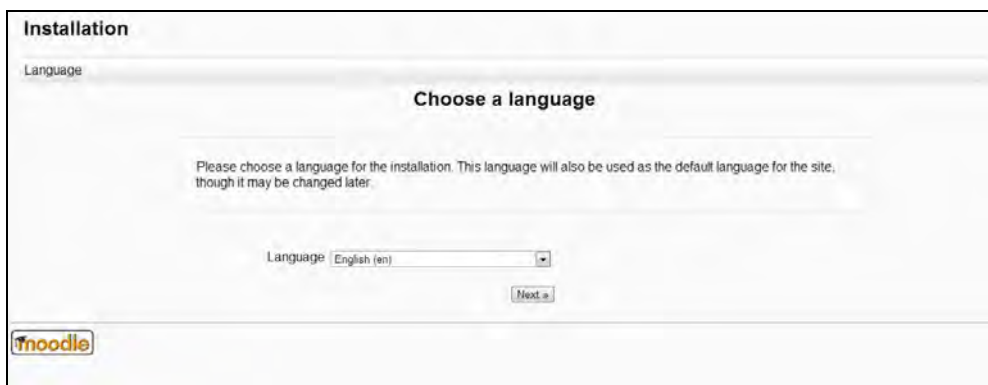 Installation
Language
Choose a language
Please choose a language for the installation. This language will also be used as the default language for the site,
though it may be changed later.
Language English (en)
Next »
moodle